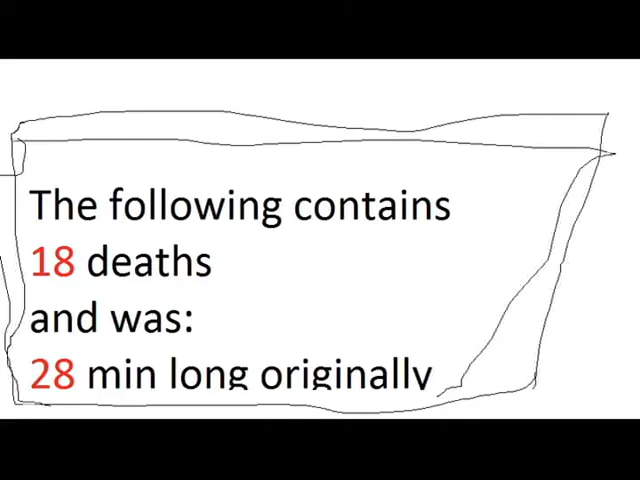 The following contains
18 deaths
and was:
28 min long originally